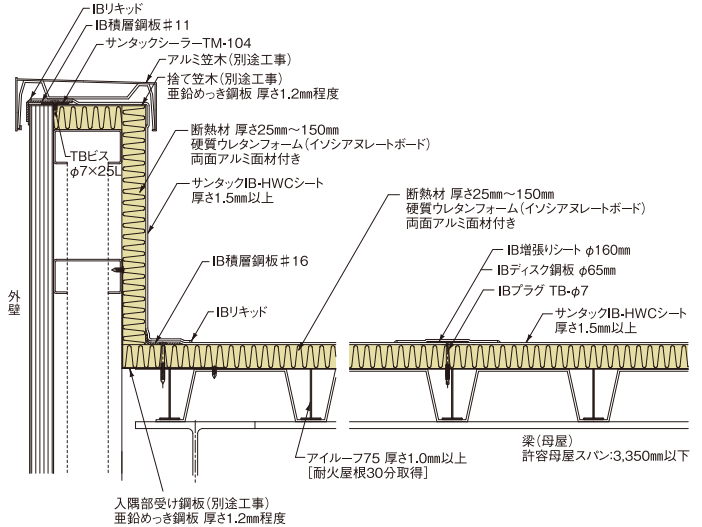 IBリキッド
IB積層鋼板♯11
サンタックシーラーTM-104
アルミ笠木(別途工事)
捨て笠木(別途工事)
亜鉛めっき鋼板 厚さ1.2㎜程度
断熱材 厚さ25㎜〜150㎜
硬質ウレタンフォーム(イソシアヌレートボード)
両面アルミ面材付き
TBビス
φ7×25L
サンタックIB-HWCシート
厚さ1.5㎜以上
断熱材 厚さ25㎜〜150㎜
硬質ウレタンフォーム(イソシアヌレートボード)
両面アルミ面材付き
IB積層鋼板♯16
IB増張りシート φ160㎜
IBディスク鋼板 φ65㎜
IBプラグ TB-φ7
外壁
IBリキッド
サンタックIB-HWCシート
厚さ1.5㎜以上
アイルーフ75 厚さ1.0㎜以上
[耐火屋根30分取得]
梁(母屋)
許容母屋スパン:3,350㎜以下
入隅部受け鋼板(別途工事)
亜鉛めっき鋼板 厚さ1.2㎜程度